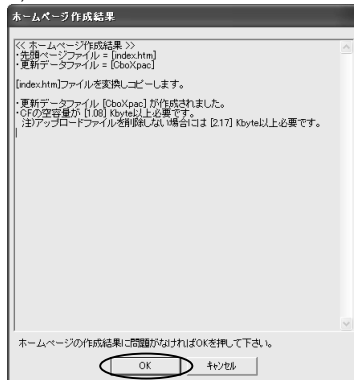 ホームページ作成結果
<< ホームページ作成結果 >>
・先頭ページファイル = [index.htm]
・更新データファイル = [CboXpac]
[index.htm]ファイルを変換しコピーします。
・更新データファイル [CboXpac] が作成されました。
・CFの空容量が [1.08] Kbyte以上必要です。
注)アップロードファイルを削除しない場合には [2.17] Kbyte以上必要です。
ホームページの作成結果に問題がなければOKを押して下さい。
OK
キャンセル